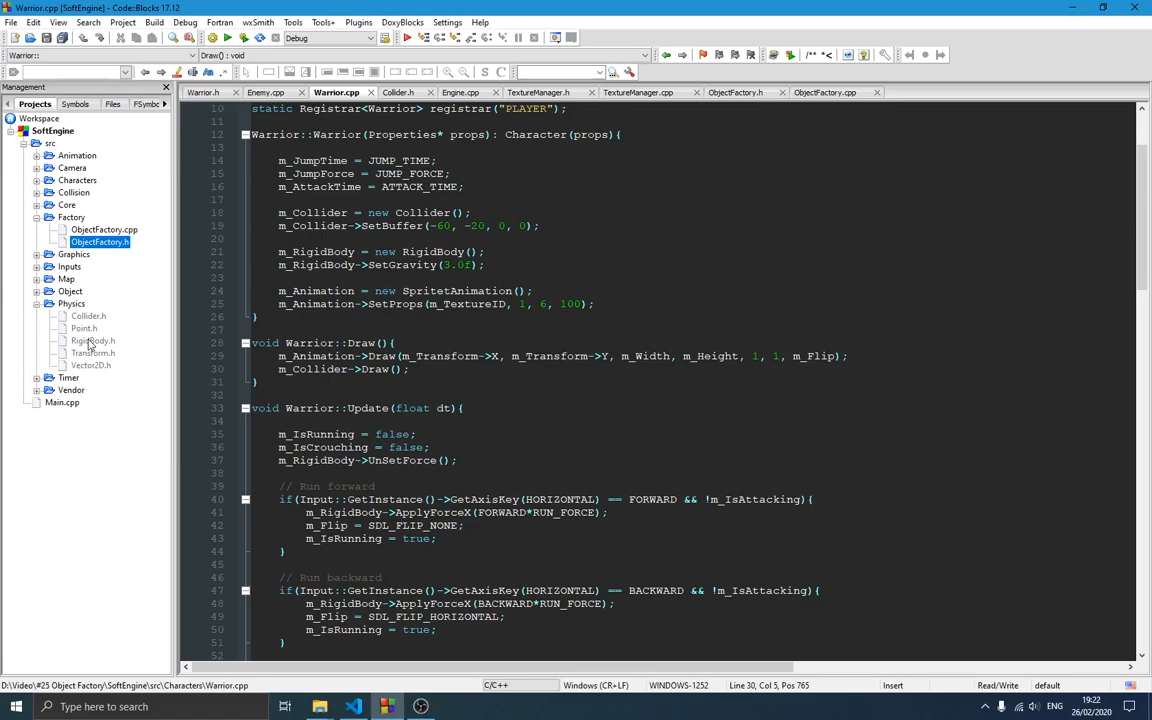 Warrior.cpp [SoftEngine] - Code::Blocks 17.12
File Edit View Search Project Build Debug Fortran wxSmith Tools Tools+ Plugins DoxyBlocks Settings Help
Debug
Warrior:: Draw() : void
/** *<
S C
Management
Projects Symbols Files FSymbc
Warrior.h Enemy.cpp Warrior.cpp Collider.h Engine.cpp TextureManager.h TextureManager.cpp ObjectFactory.h ObjectFactory.cpp
Workspace
SoftEngine
src
Animation
Camera
Characters
Collision
Core
Factory
ObjectFactory.cpp
ObjectFactory.h
Graphics
Inputs
Map
Object
Physics
Collider.h
Point.h
RigidBody.h
Transform.h
Vector2D.h
Timer
Vendor
Main.cpp
10 static Registrar<Warrior> registrar("PLAYER");
11
12 Warrior::Warrior(Properties* props): Character(props){
13
14 m_JumpTime = JUMP_TIME;
15 m_JumpForce = JUMP_FORCE;
16 m_AttackTime = ATTACK_TIME;
17
18 m_Collider = new Collider();
19 m_Collider->SetBuffer(-60, -20, 0, 0);
20
21 m_RigidBody = new RigidBody();
22 m_RigidBody->SetGravity(3.0f);
23
24 m_Animation = new SpritetAnimation();
25 m_Animation->SetProps(m_TextureID, 1, 6, 100);
26 }
27
28 void Warrior::Draw(){
29 m_Animation->Draw(m_Transform->X, m_Transform->Y, m_Width, m_Height, 1, 1, m_Flip);
30 m_Collider->Draw();
31 }
32
33 void Warrior::Update(float dt){
34
35 m_IsRunning = false;
36 m_IsCrouching = false;
37 m_RigidBody->UnSetForce();
38
39 // Run forward
40 if(Input::GetInstance()->GetAxisKey(HORIZONTAL) == FORWARD && !m_IsAttacking){
41 m_RigidBody->ApplyForceX(FORWARD*RUN_FORCE);
42 m_Flip = SDL_FLIP_NONE;
43 m_IsRunning = true;
44 }
45
46 // Run backward
47 if(Input::GetInstance()->GetAxisKey(HORIZONTAL) == BACKWARD && !m_IsAttacking){
48 m_RigidBody->ApplyForceX(BACKWARD*RUN_FORCE);
49 m_Flip = SDL_FLIP_HORIZONTAL;
50 m_IsRunning = true;
51 }
52
D:\Video\#25 Object Factory\SoftEngine\src\Characters\Warrior.cpp C/C++ Windows (CR+LF) WINDOWS-1252 Line 30, Col 5, Pos 765 Insert Read/Write default
Type here to search
ENG
19:22
26/02/2020